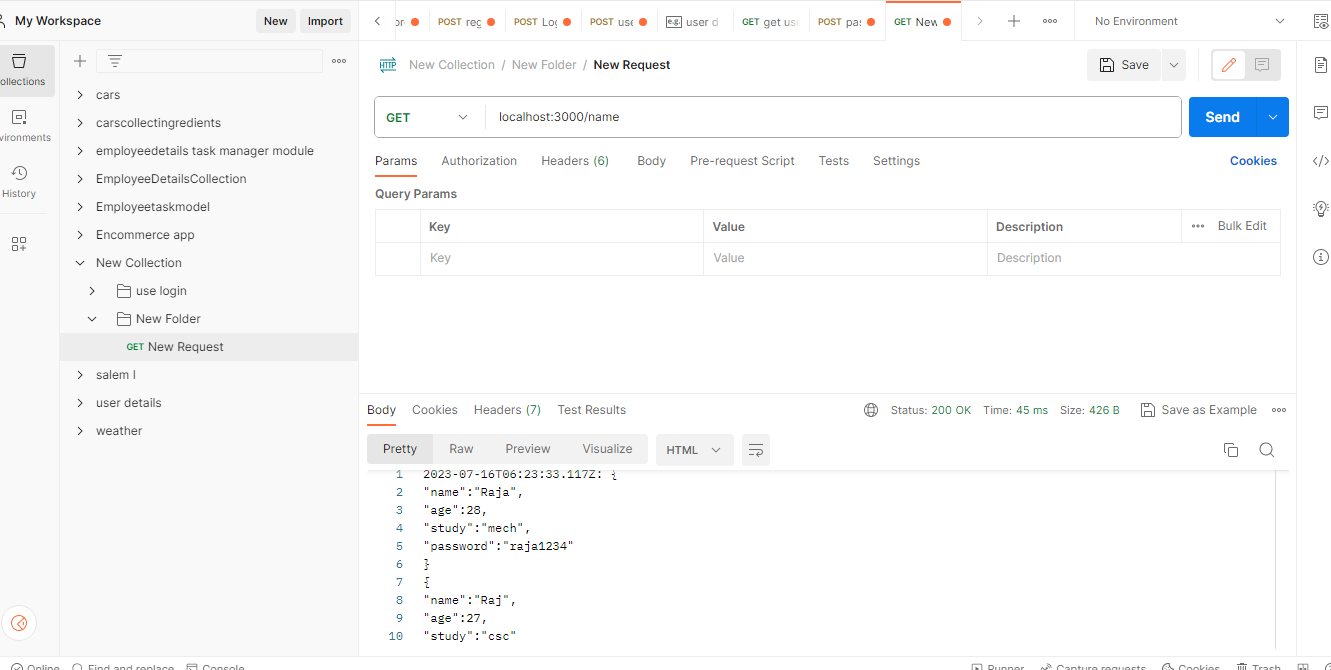 My Workspace
New
Import
POST reg
POST Log
POST use
e.g. user d
GET get use
POST pas
GET New
No Environment
ollections
vironments
History
cars
carscollectingredients
employeedetails task manager module
EmployeeDetailsCollection
Employeetaskmodel
Encommerce app
New Collection
use login
New Folder
GET New Request
salem l
user details
weather
HTTP New Collection / New Folder / New Request
Save
GET
localhost:3000/name
Send
Params
Authorization
Headers (6)
Body
Pre-request Script
Tests
Settings
Cookies
Query Params
Key
Value
Description
Bulk Edit
Key
Value
Description
Body
Cookies
Headers (7)
Test Results
Status: 200 OK
Time: 45 ms
Size: 426 B
Save as Example
Pretty
Raw
Preview
Visualize
HTML
1 2023-07-16T06:23:33.117Z: {
2 "name":"Raja",
3 "age":28,
4 "study":"mech",
5 "password":"raja1234"
6 }
7 {
8 "name":"Raj",
9 "age":27,
10 "study":"csc"
Online
Find and replace
Console
Runner
Capture requests
Cookies
Trash